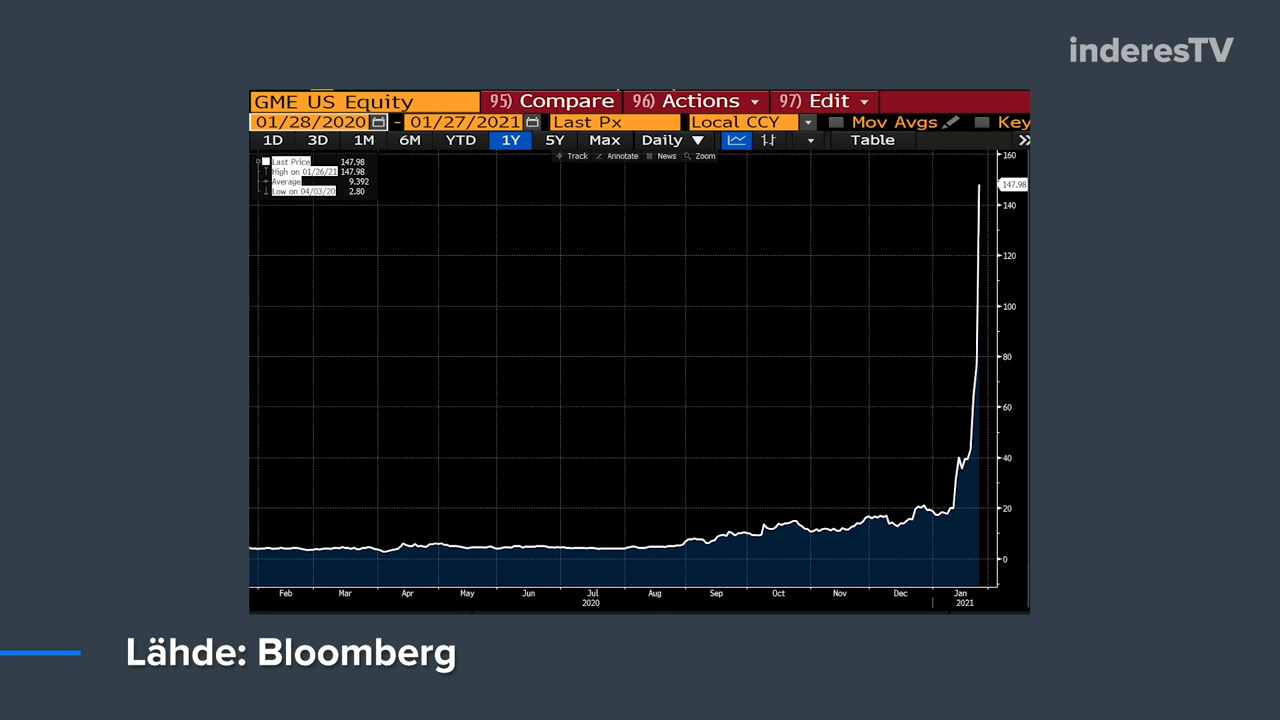 inderesTV
GME US Equity 95) Compare 96) Actions 97) Edit
01/28/2020 - 01/27/2021 Last Px Local CCY Mov Avgs Key
1D 3D 1M 6M YTD 1Y 5Y Max Daily ▼ Table »
Track Annotate News Zoom
Last Price 147.98
High on 01/26/21 147.98
Average 9.392
Low on 04/03/20 2.80
160
147.98
140
120
100
80
60
40
20
0
Feb Mar Apr May Jun Jul Aug Sep Oct Nov Dec Jan
2020 2021
Lähde: Bloomberg